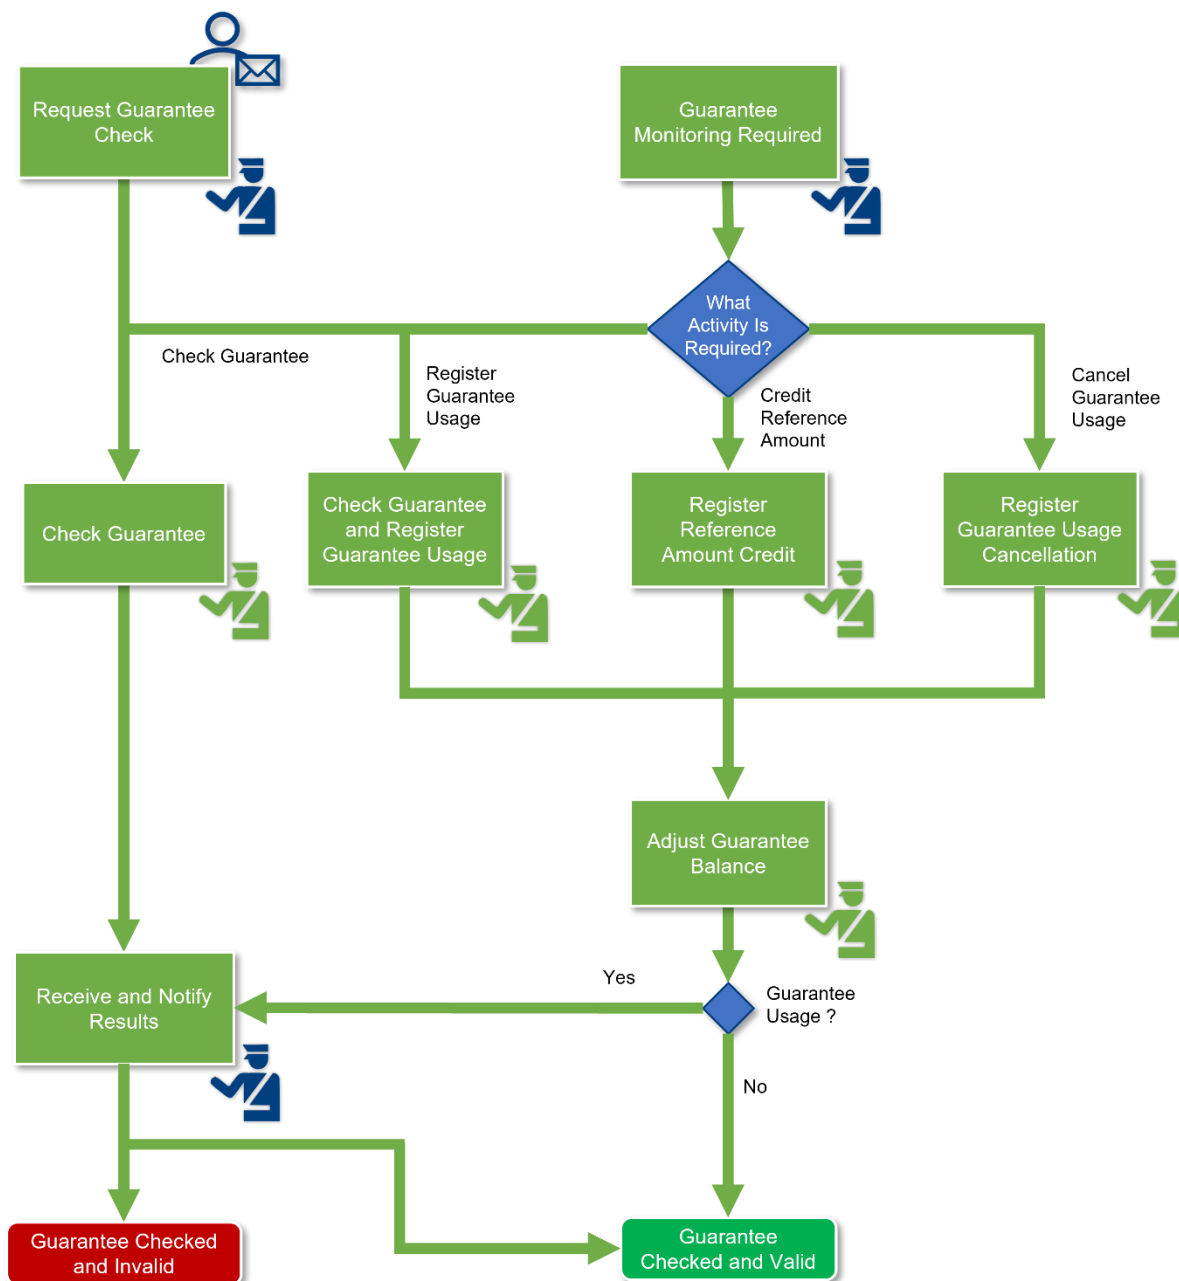 Request Guarantee
Check
Guarantee
Monitoring Required
What
Activity Is
Required?
Check Guarantee
Register
Guarantee
Usage
Credit
Reference
Amount
Cancel
Guarantee
Usage
Check Guarantee
Check Guarantee
and Register
Guarantee Usage
Register
Reference
Amount Credit
Register
Guarantee Usage
Cancellation
Adjust Guarantee
Balance
Receive and Notify
Results
Yes
Guarantee
Usage ?
No
Guarantee Checked
and Invalid
Guarantee
Checked and Valid